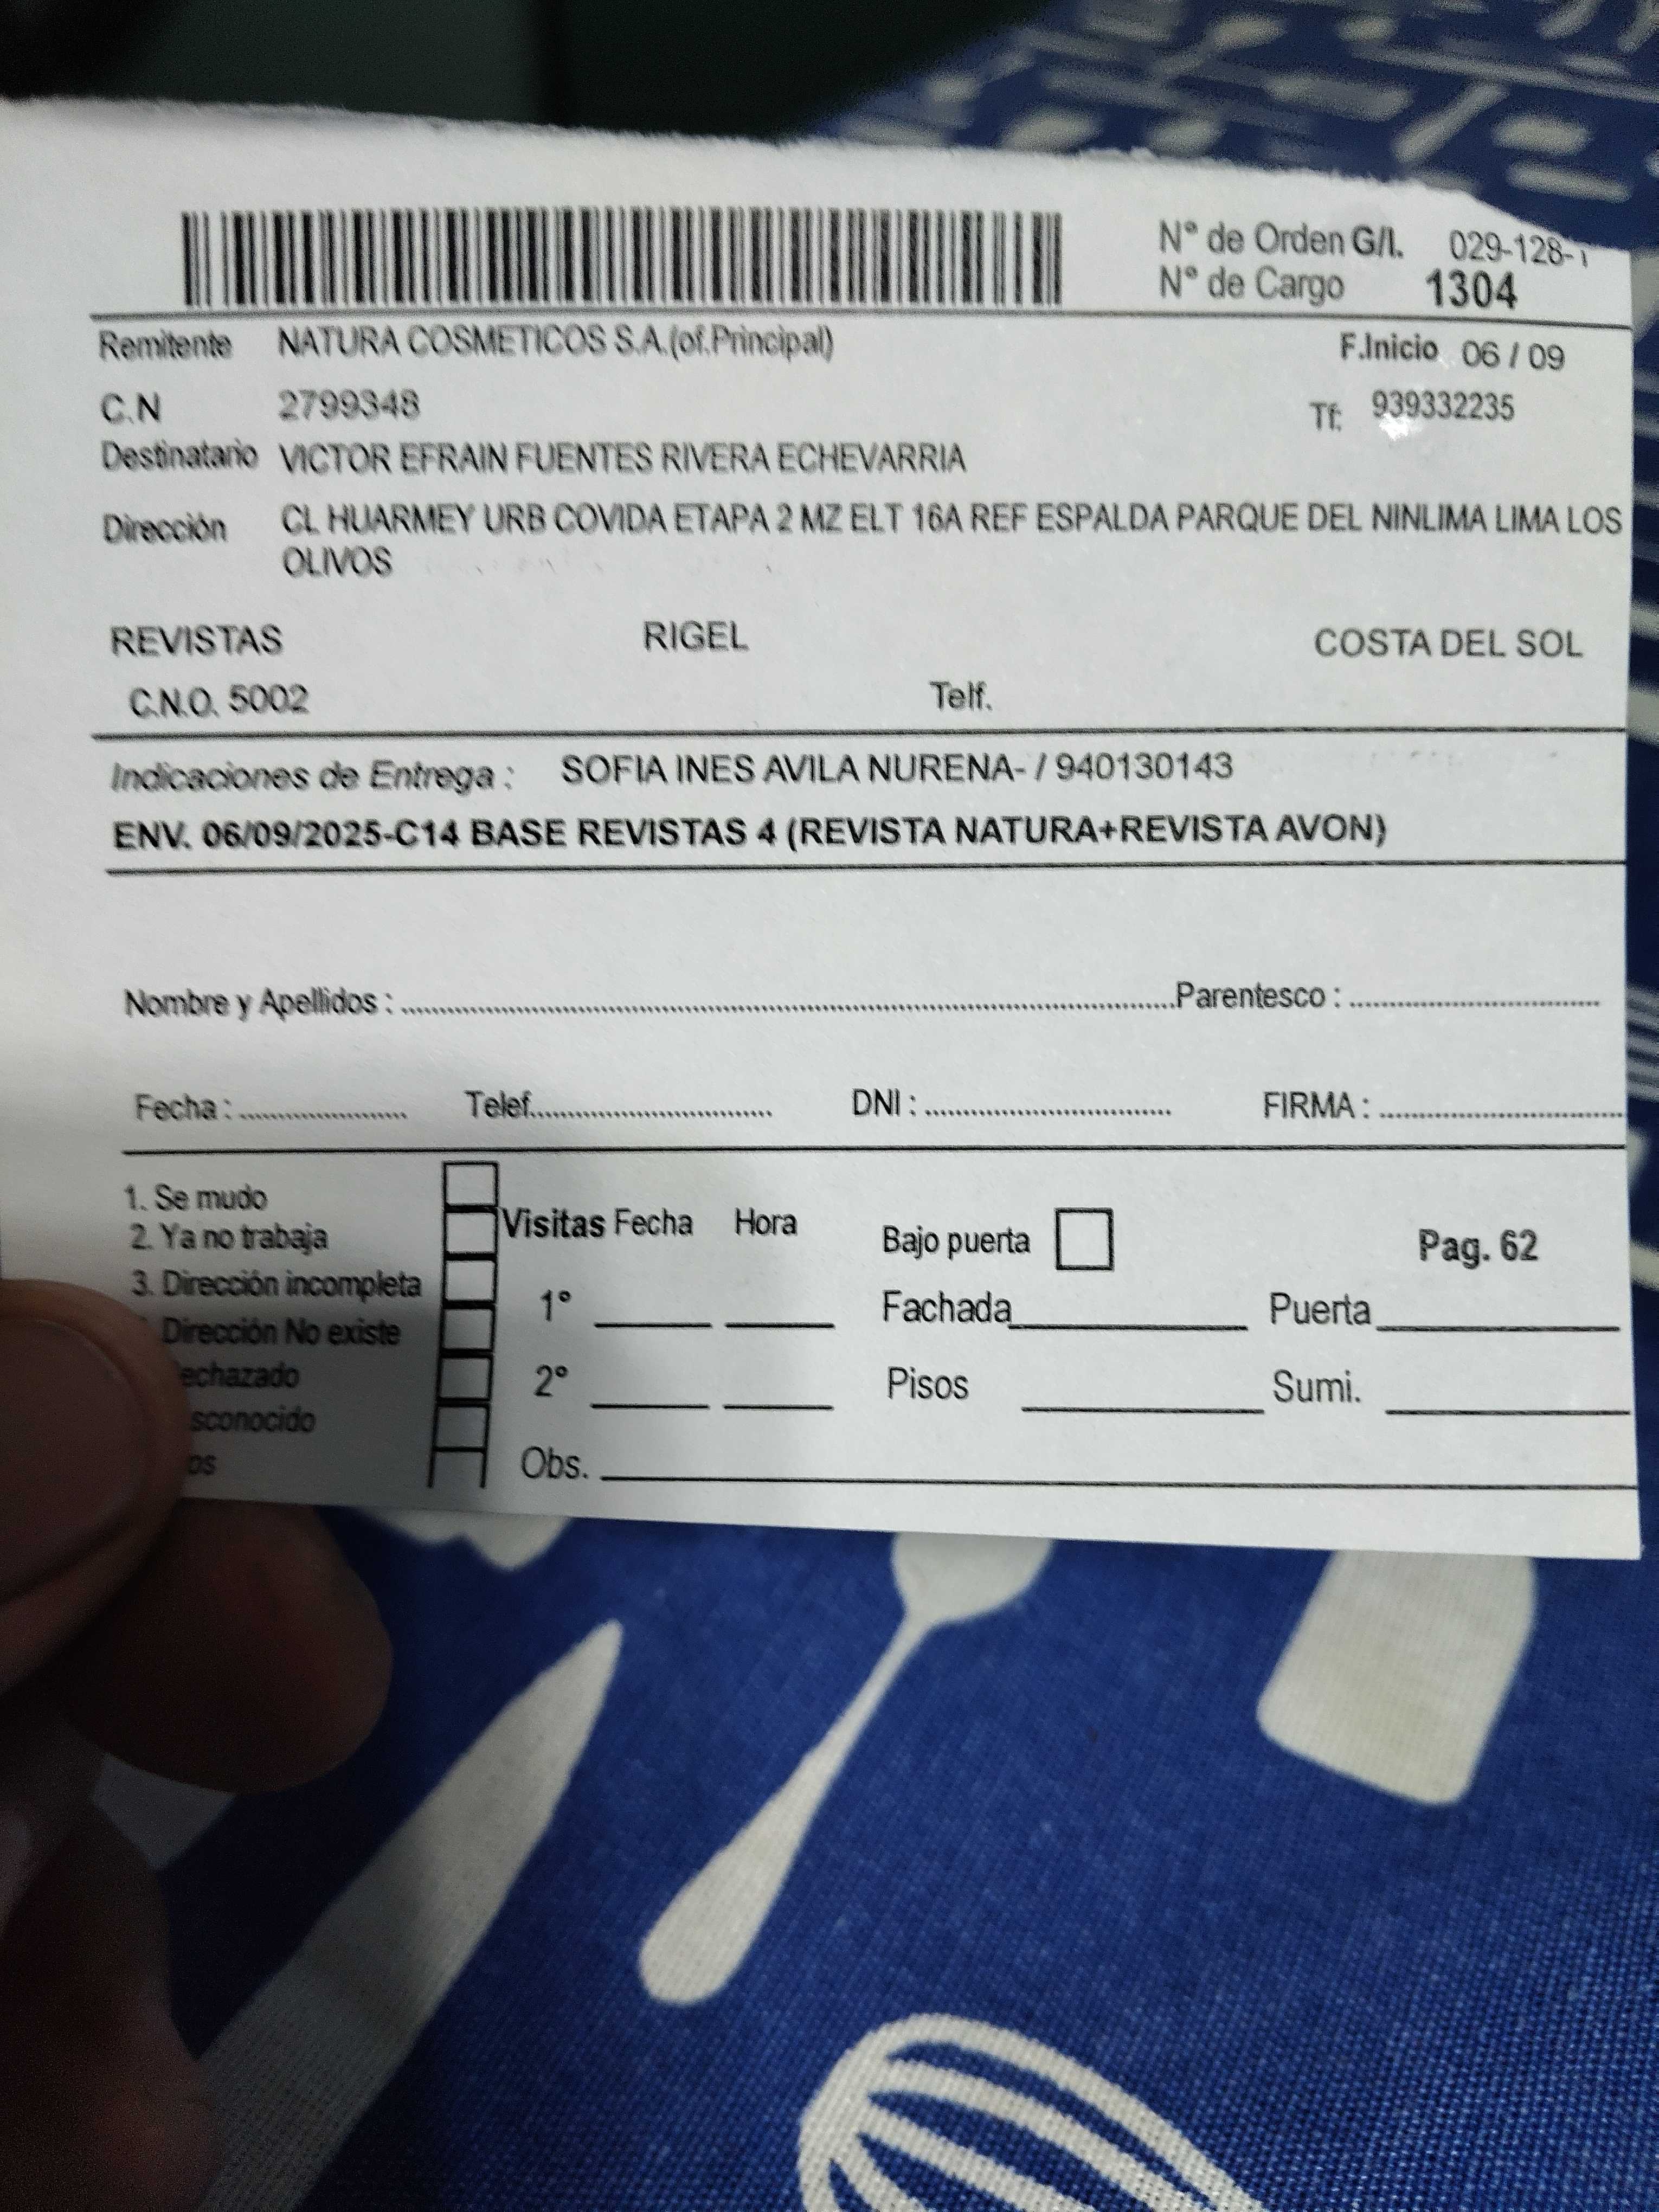 N° de Orden G/I. 029-128-
N° de Cargo 1304
Remitente NATURA COSMETICOS S.A.(of.Principal) F.Inicio 06 / 09
C.N 2799348 Tf: 939332235
Destinatario VICTOR EFRAIN FUENTES RIVERA ECHEVARRIA
Dirección CL HUARMEY URB COVIDA ETAPA 2 MZ ELT 16A REF ESPALDA PARQUE DEL NINLIMA LIMA LOS
OLIVOS
REVISTAS RIGEL COSTA DEL SOL
C.N.O. 5002 Telf.
Indicaciones de Entrega : SOFIA INES AVILA NURENA- / 940130143
ENV. 06/09/2025-C14 BASE REVISTAS 4 (REVISTA NATURA+REVISTA AVON)
Nombre y Apellidos : Parentesco :
Fecha : Telef. DNI : FIRMA :
1. Se mudo
2. Ya no trabaja
3. Dirección incompleta
Dirección No existe
echazado
sconocido
os
Visitas Fecha Hora
1°
2°
Obs.
Bajo puerta Pag. 62
Fachada Puerta
Pisos Sumi.